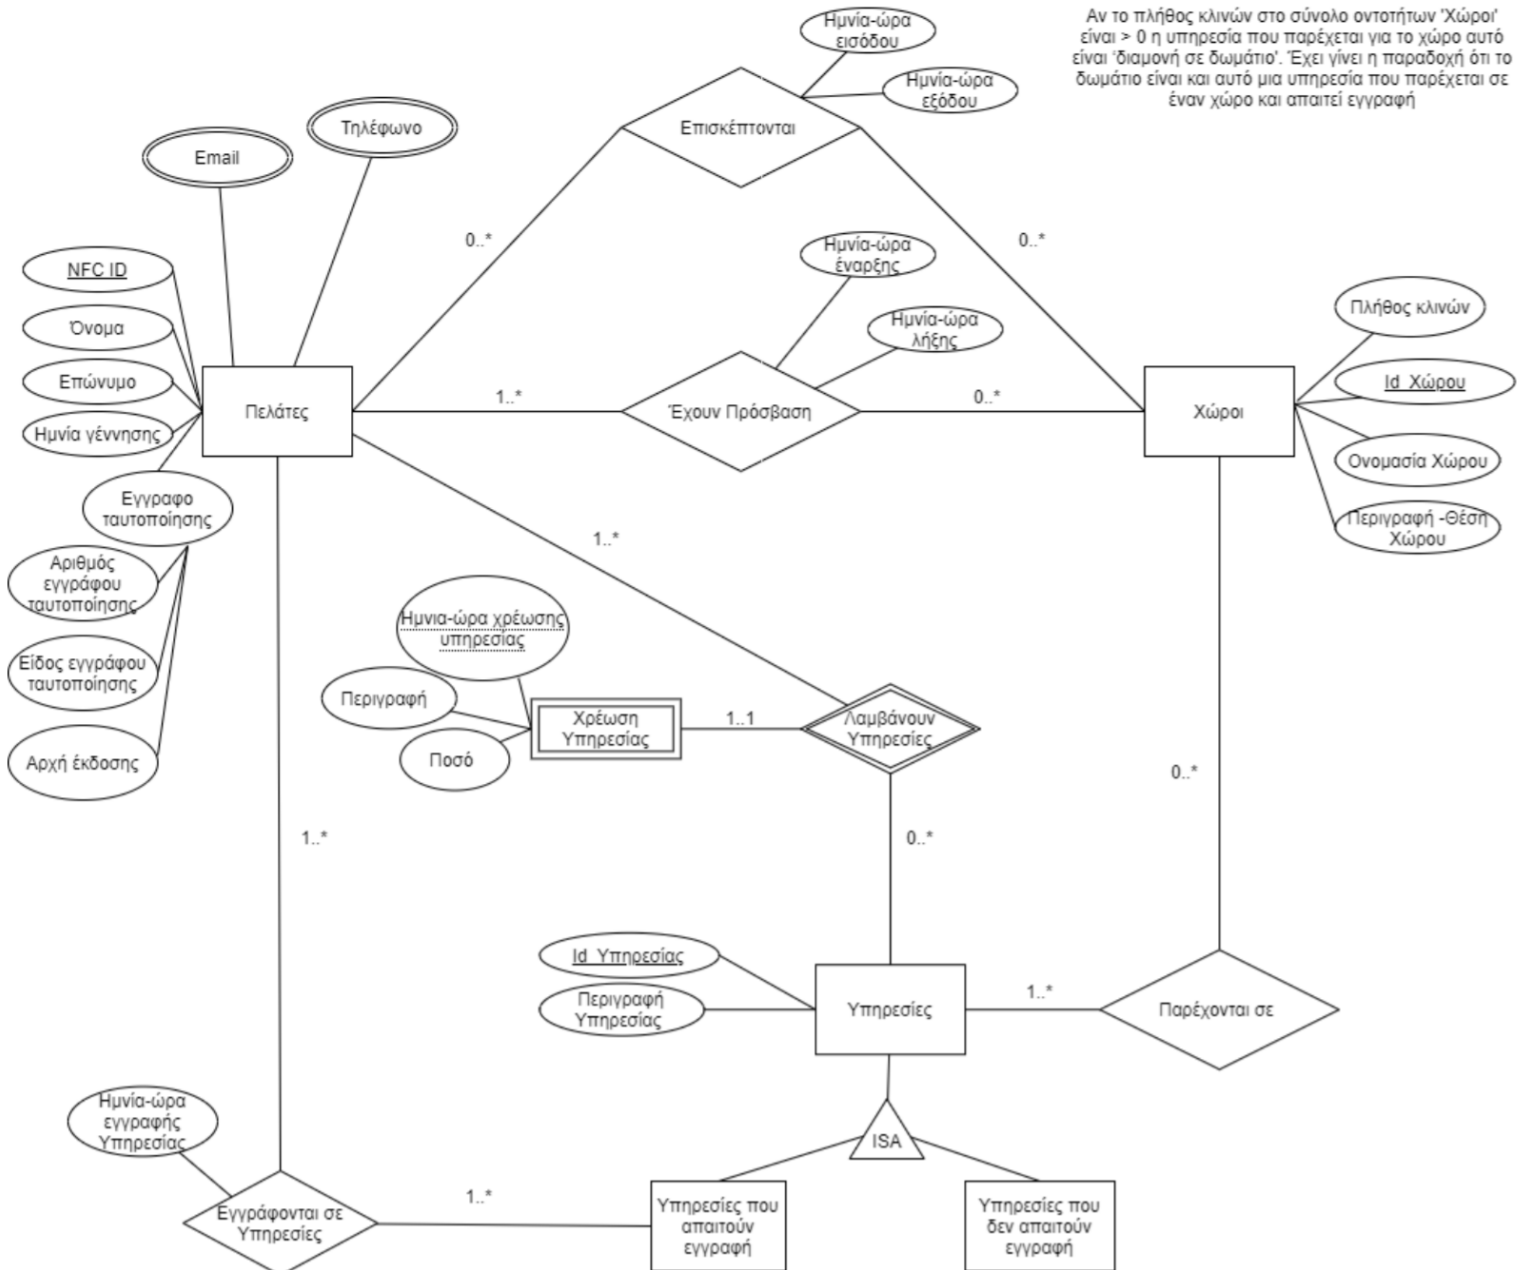 Αν το πλήθος κλινών στο σύνολο οντοτήτων 'Χώροι'
είναι > 0 η υπηρεσία που παρέχεται για το χώρο αυτό
είναι 'διαμονή σε δωμάτιο'. Έχει γίνει η παραδοχή ότι το
δωμάτιο είναι και αυτό μια υπηρεσία που παρέχεται σε
έναν χώρο και απαιτεί εγγραφή
Ημνία-ώρα
εισόδου
Ημνία-ώρα
εξόδου
Επισκέπτονται
Τηλέφωνο
Email
0..*
0..*
Ημνία-ώρα
έναρξης
Ημνία-ώρα
λήξης
NFC ID
Όνομα
Επώνυμο
Ημνία γέννησης
Πελάτες
1..*
Έχουν Πρόσβαση
0..*
Χώροι
Πλήθος κλινών
Id_Χώρου
Ονομασία Χώρου
Περιγραφή -Θέση
Χώρου
Εγγραφο
ταυτοποίησης
Αριθμός
εγγράφου
ταυτοποίησης
Είδος εγγράφου
ταυτοποίησης
Αρχή έκδοσης
1..*
Ημνια-ώρα χρέωσης
υπηρεσίας
Περιγραφή
Ποσό
Χρέωση
Υπηρεσίας
1..1
Λαμβάνουν
Υπηρεσίες
0..*
1..*
0..*
Id_Υπηρεσίας
Περιγραφή
Υπηρεσίας
Υπηρεσίες
1..*
Παρέχονται σε
ISA
Ημνία-ώρα
εγγραφής
Υπηρεσίας
Εγγράφονται σε
Υπηρεσίες
1..*
Υπηρεσίες που
απαιτούν
εγγραφή
Υπηρεσίες που
δεν απαιτούν
εγγραφή